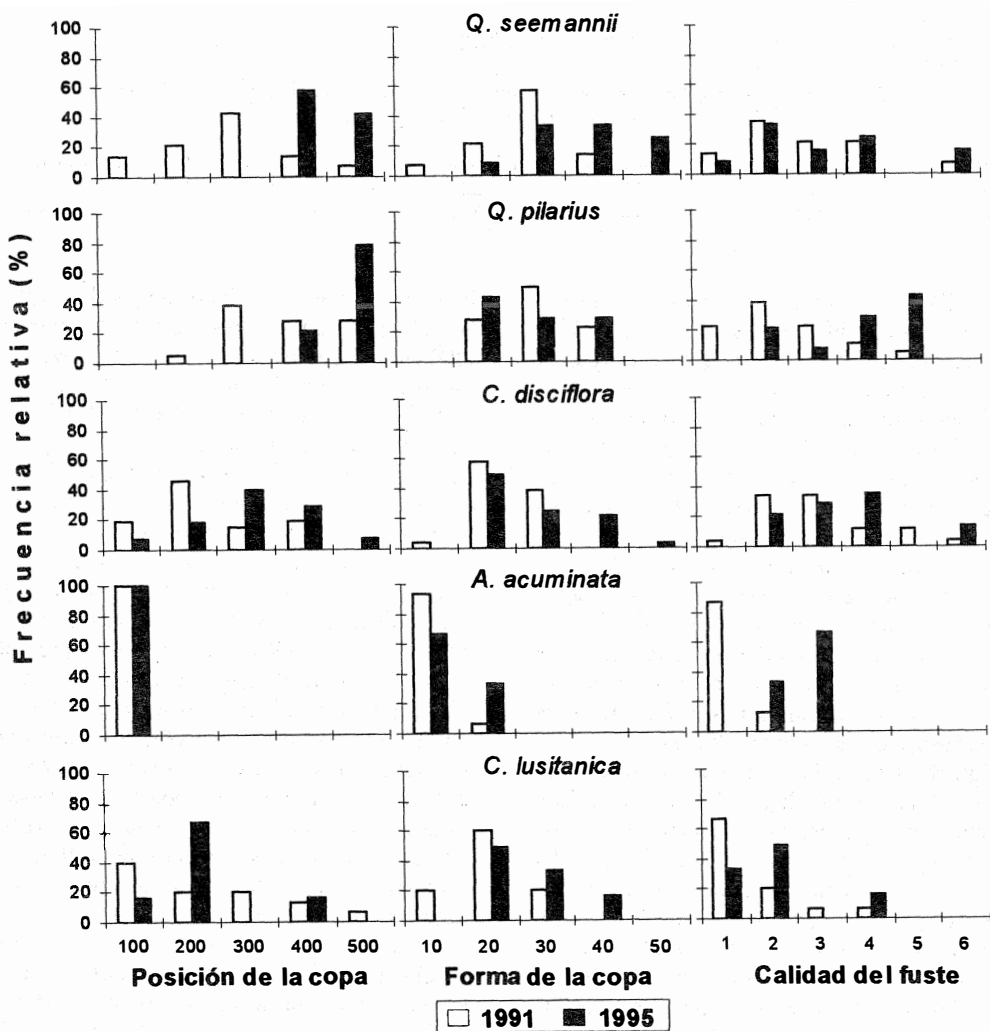 Frecuencia relativa (%)
Q. seemannii
100
80
60
40
20
0
Q. pilarius
100
80
60
40
20
0
C. disciflora
100
80
60
40
20
0
A. acuminata
100
80
60
40
20
0
C. lusitanica
100
80
60
40
20
0
100 200 300 400 500
10 20 30 40 50
1 2 3 4 5 6
Posición de la copa
Forma de la copa
Calidad del fuste
1991 1995